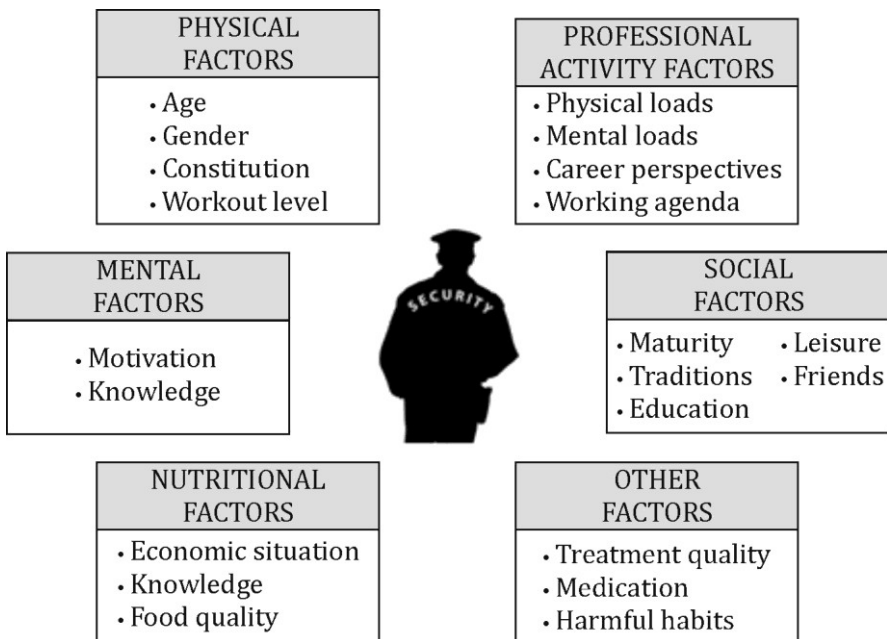 PHYSICAL
FACTORS
• Age
• Gender
• Constitution
• Workout level
PROFESSIONAL
ACTIVITY FACTORS
• Physical loads
• Mental loads
• Career perspectives
• Working agenda
MENTAL
FACTORS
• Motivation
• Knowledge
SECURITY
SOCIAL
FACTORS
• Maturity
• Traditions
• Education
• Leisure
• Friends
NUTRITIONAL
FACTORS
• Economic situation
• Knowledge
• Food quality
OTHER
FACTORS
• Treatment quality
• Medication
• Harmful habits